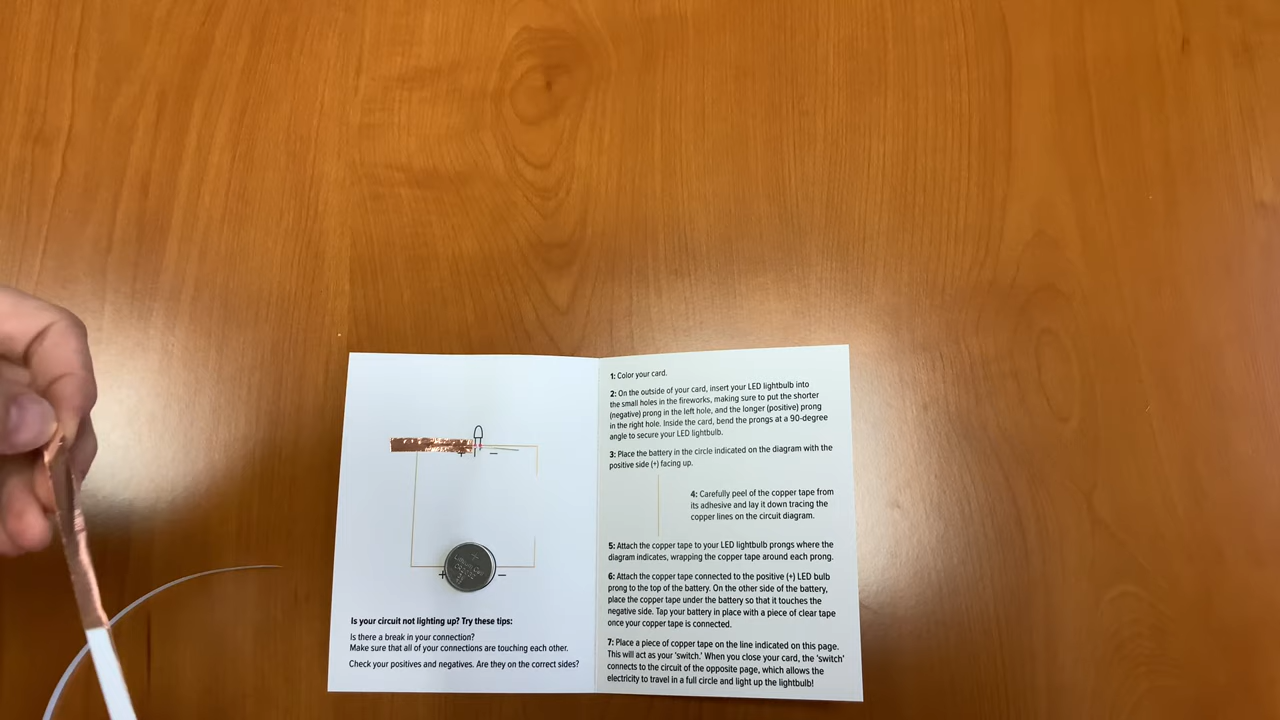 + −
+ −
Is your circuit not lighting up? Try these tips:
Is there a break in your connection?
Make sure that all of your connections are touching each other.
Check your positives and negatives. Are they on the correct sides?
1: Color your card.
2: On the outside of your card, insert your LED lightbulb into
the small holes in the fireworks, making sure to put the shorter
(negative) prong in the left hole, and the longer (positive) prong
in the right hole. Inside the card, bend the prongs at a 90-degree
angle to secure your LED lightbulb.
3: Place the battery in the circle indicated on the diagram with the
positive side (+) facing up.
4: Carefully peel of the copper tape from
its adhesive and lay it down tracing the
copper lines on the circuit diagram.
5: Attach the copper tape to your LED lightbulb prongs where the
diagram indicates, wrapping the copper tape around each prong.
6: Attach the copper tape connected to the positive (+) LED bulb
prong to the top of the battery. On the other side of the battery,
place the copper tape under the battery so that it touches the
negative side. Tap your battery in place with a piece of clear tape
once your copper tape is connected.
7: Place a piece of copper tape on the line indicated on this page.
This will act as your 'switch.' When you close your card, the 'switch'
connects to the circuit of the opposite page, which allows the
electricity to travel in a full circle and light up the lightbulb!